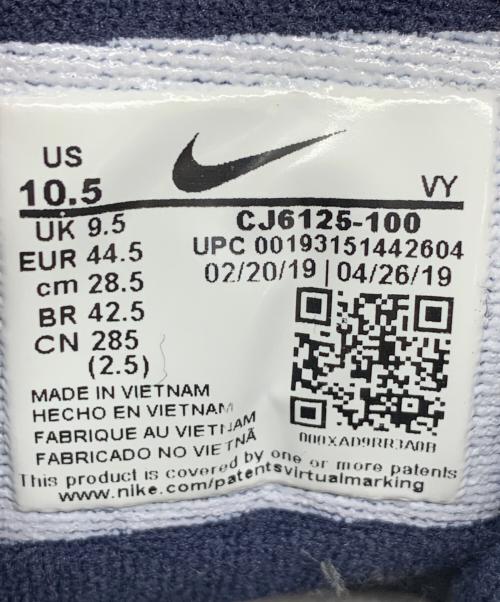 US
10.5
VY
UK 9.5
EUR 44.5
cm 28.5
BR 42.5
CN 285
(2.5)
CJ6125-100
UPC 00193151442604
02/20/19 | 04/26/19
000XAD9RR3A0B
MADE IN VIETNAM
HECHO EN VIETNAM
FABRIQUE AU VIETNAM
FABRICADO NO VIETNÃ
This product is covered by one or more patents
www.nike.com/patentsvirtualmarking